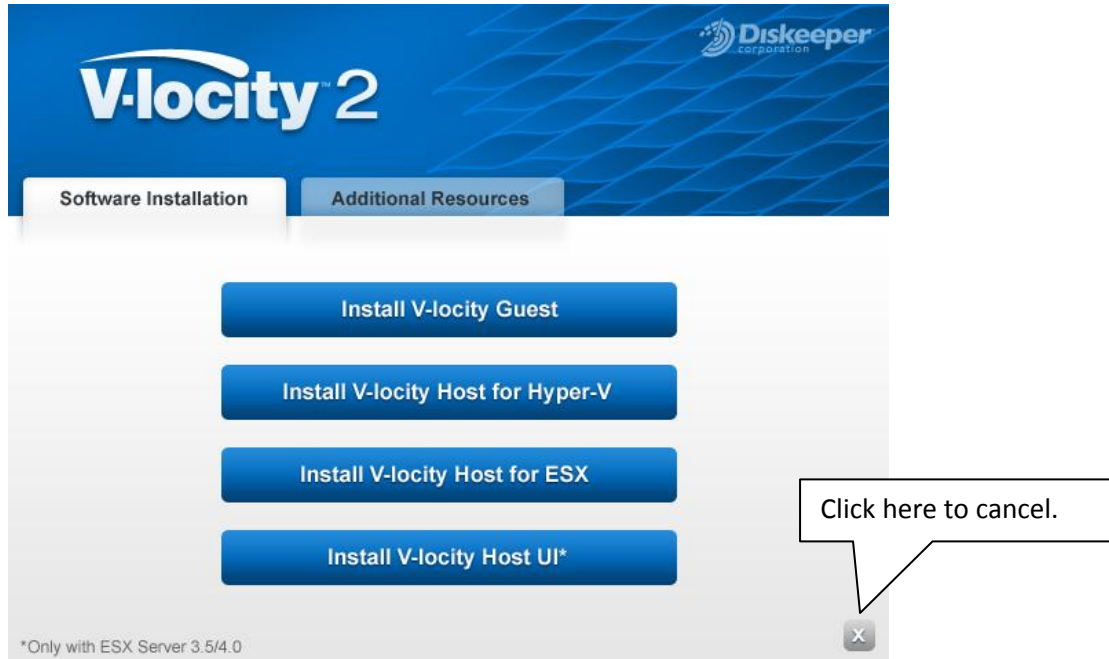 Diskeeper
corporation
V-locity™ 2
Software Installation
Additional Resources
Install V-locity Guest
Install V-locity Host for Hyper-V
Install V-locity Host for ESX
Click here to cancel.
Install V-locity Host UI*
X
*Only with ESX Server 3.5/4.0